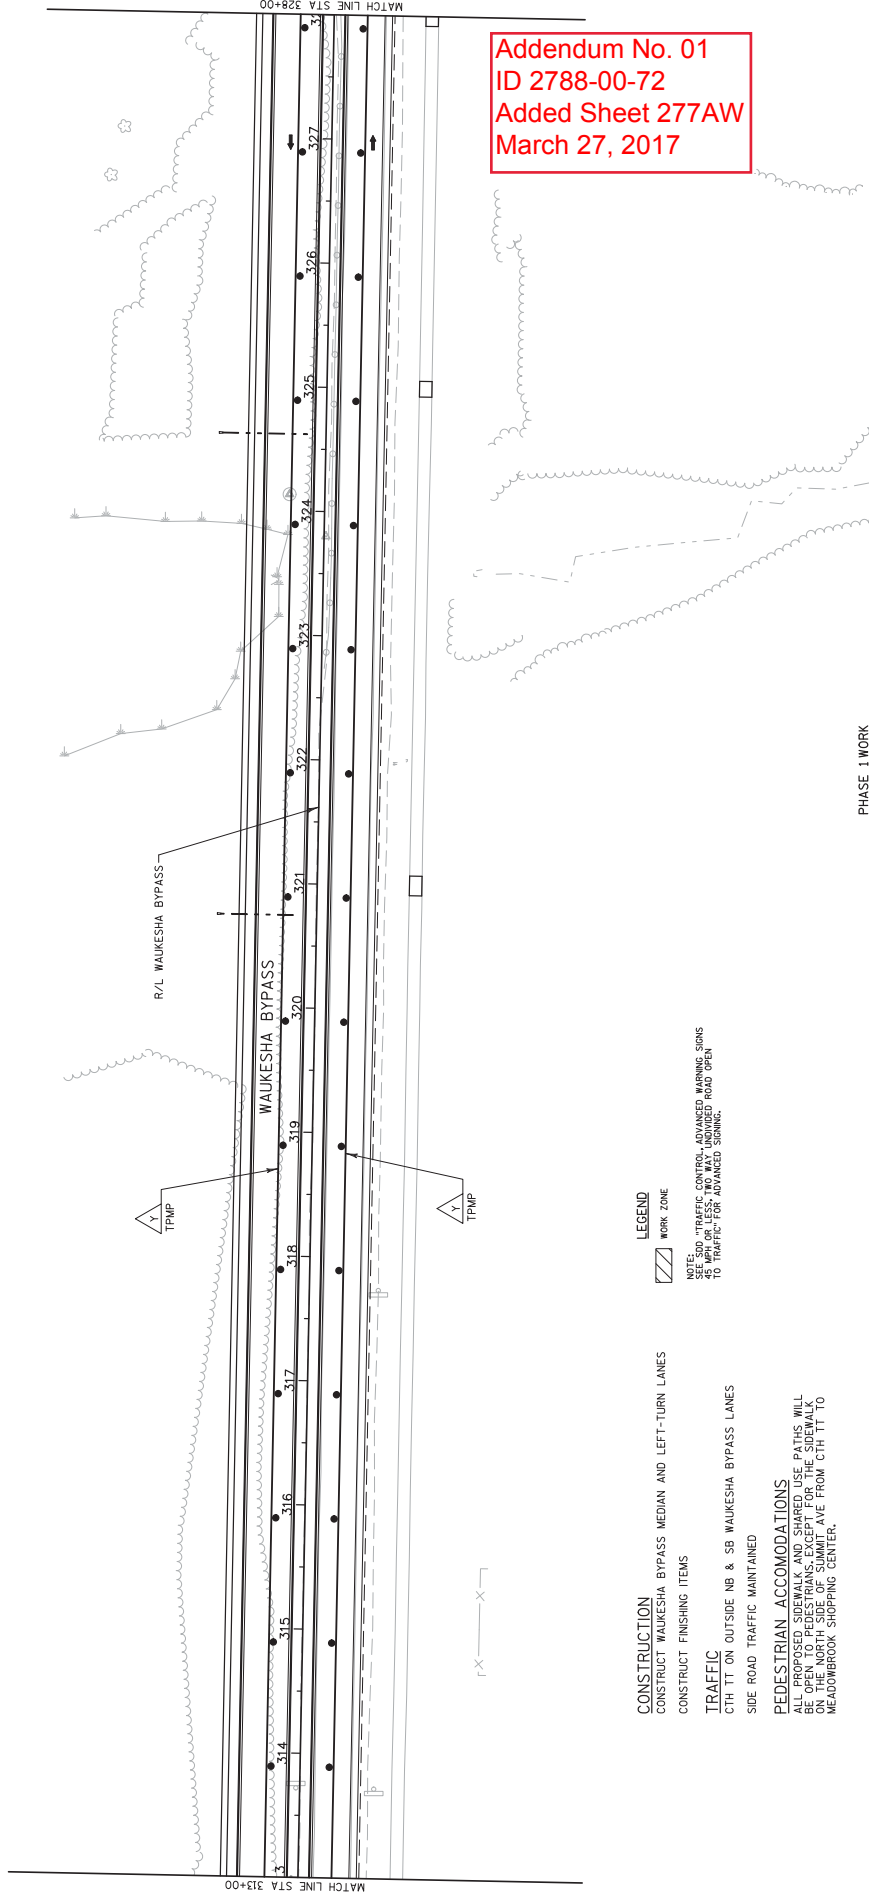 Addendum No. 01
ID 2788-00-72
Added Sheet 277AW
March 27, 2017
MATCH LINE STA 328+00
327
326
325
324
323
322
321
320
319
318
317
316
315
314
3
MATCH LINE STA 313+00
R/L WAUKESHA BYPASS
WAUKESHA BYPASS
Y
TPMP
Y
TPMP
CONSTRUCTION
CONSTRUCT WAUKESHA BYPASS MEDIAN AND LEFT-TURN LANES
CONSTRUCT FINISHING ITEMS
TRAFFIC
CTH TT ON OUTSIDE NB & SB WAUKESHA BYPASS LANES
SIDE ROAD TRAFFIC MAINTAINED
PEDESTRIAN ACCOMODATIONS
ALL PROPOSED SIDEWALK AND SHARED USE PATHS WILL
BE OPEN TO PEDESTRIANS, EXCEPT FOR THE SIDEWALK
ON THE NORTH SIDE OF SUMMIT AVE FROM CTH TT TO
MEADOWBROOK SHOPPING CENTER.
LEGEND
WORK ZONE
NOTE:
SEE SDD "TRAFFIC CONTROL, ADVANCED WARNING SIGNS
45 MPH OR LESS, TWO WAY UNDIVIDED ROAD OPEN
TO TRAFFIC" FOR ADVANCED SIGNING.
PHASE 1 WORK